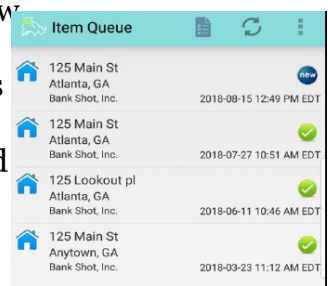 Item Queue
125 Main St
Atlanta, GA
new
Bank Shot, Inc. 2018-08-15 12:49 PM EDT
125 Main St
Atlanta, GA
Bank Shot, Inc. 2018-07-27 10:51 AM EDT
125 Lookout pl
Atlanta, GA
Bank Shot, Inc. 2018-06-11 10:46 AM EDT
125 Main St
Anytown, GA
Bank Shot, Inc. 2018-03-23 11:12 AM EDT